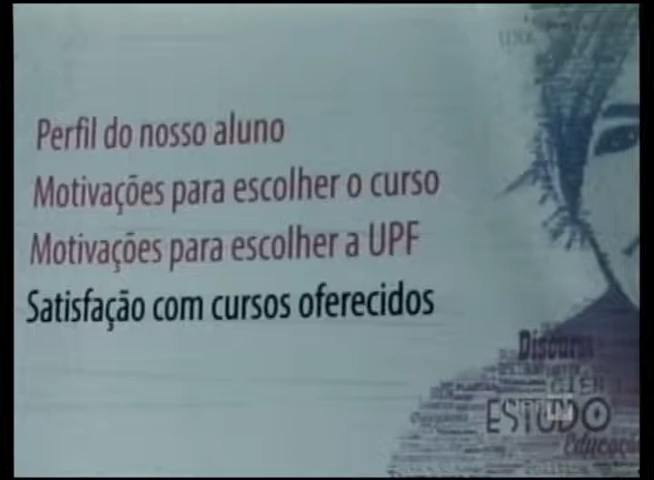 Perfil do nosso aluno
Motivações para escolher o curso
Motivações para escolher a UPF
Satisfação com cursos oferecidos
ESTUDO